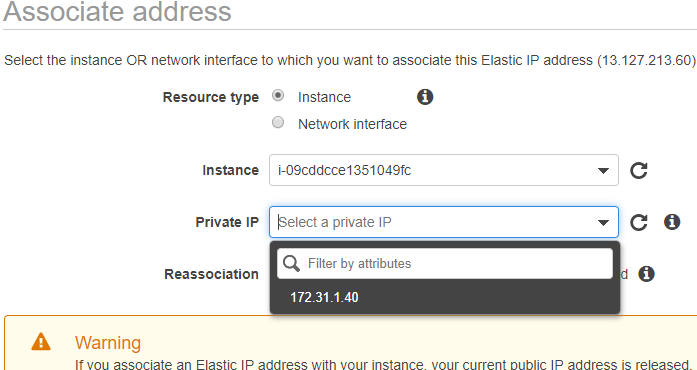 Associate address
Select the instance OR network interface to which you want to associate this Elastic IP address (13.127.213.60)
Resource type Instance
Network interface
Instance i-09cddcce1351049fc
Private IP Select a private IP
Filter by attributes
Reassociation d
172.31.1.40
Warning
If you associate an Elastic IP address with your instance, your current public IP address is released.